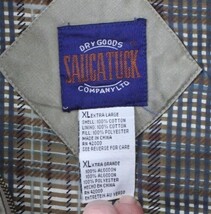 DRY GOODS
SAUGATUCK
COMPANY LTD
XL EXTRA LARGE
SHELL: 100% COTTON
LINING: 100% COTTON
FILL: 100% POLYESTER
MADE IN CHINA
RN 42000
SEE REVERSE FOR CARE
XL EXTRA GRANDE
100% ALGODON
100% ALGODON
100% POLYESTER
HECHO EN CHINA
RN 42000